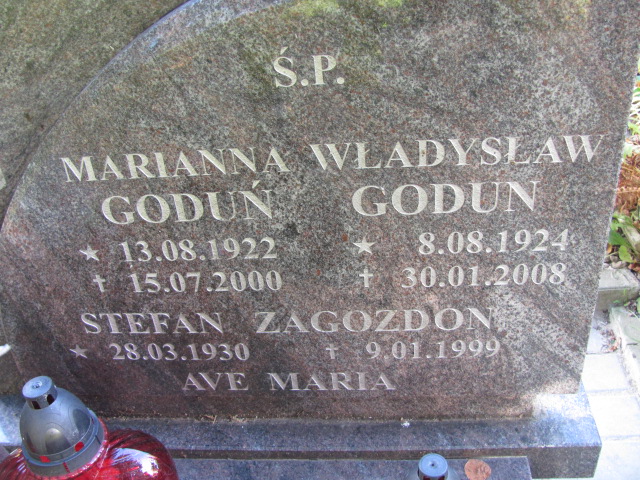 Ś.P.
MARIANNA WŁADYSŁAW
GODUŃ GODUN
★ 13.08.1922 ★ 8.08.1924
✝ 15.07.2000 ✝ 30.01.2008
STEFAN ZAGOZDON
★ 28.03.1930 ✝ 9.01.1999
AVE MARIA